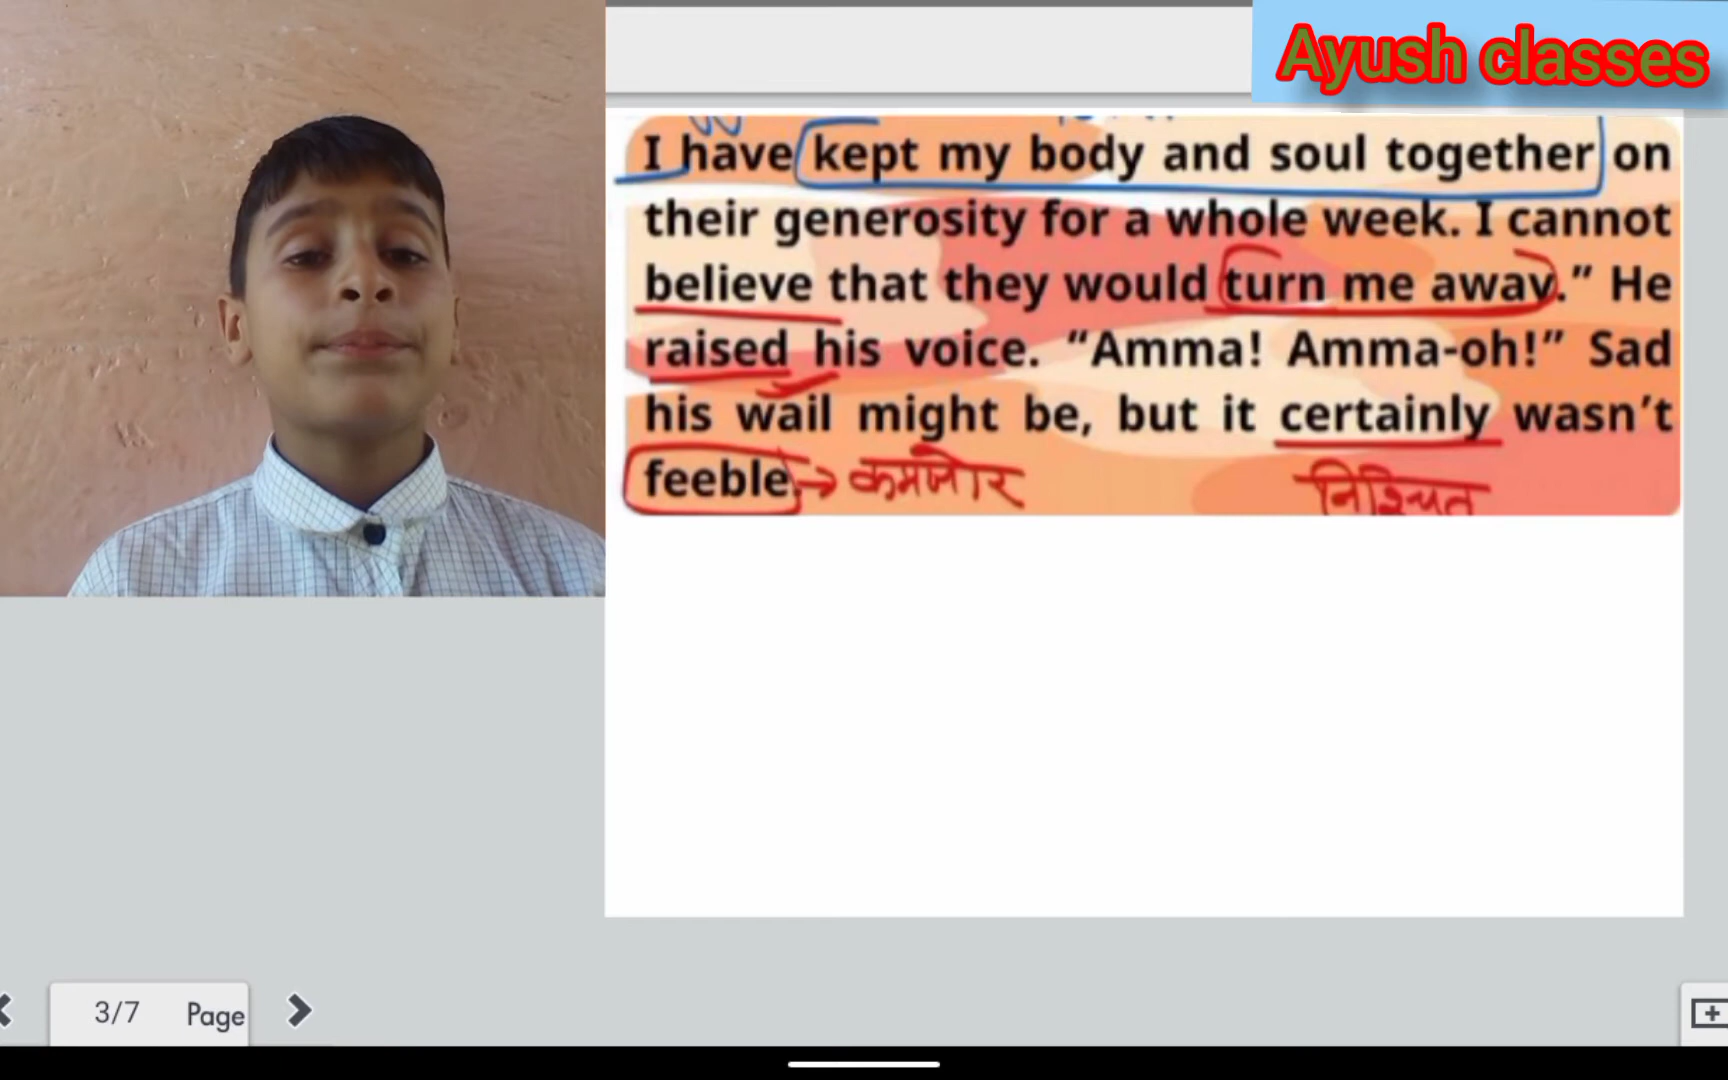 Ayush classes
I have kept my body and soul together on
their generosity for a whole week. I cannot
believe that they would turn me away.” He
raised his voice. “Amma! Amma-oh!” Sad
his wail might be, but it certainly wasn’t
feeble. → कमजोर निश्चित
3/7 Page